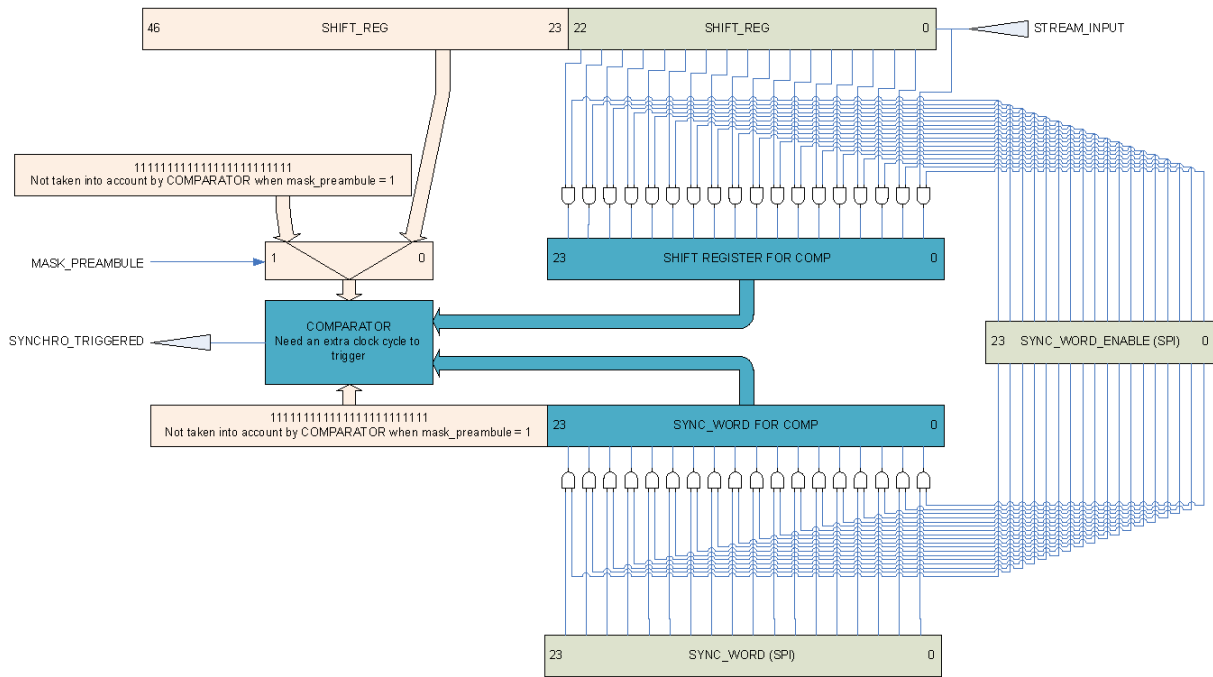 46 SHIFT_REG 23 22 SHIFT_REG 0
STREAM_INPUT
111111111111111111111111
Not taken into account by COMPARATOR when mask_preambule = 1
MASK_PREAMBULE
1 0
23 SHIFT REGISTER FOR COMP 0
COMPARATOR
Need an extra clock cycle to
trigger
SYNCHRO_TRIGGERED
23 SYNC_WORD_ENABLE (SPI) 0
111111111111111111111111
Not taken into account by COMPARATOR when mask_preambule = 1
23 SYNC_WORD FOR COMP 0
23 SYNC_WORD (SPI) 0